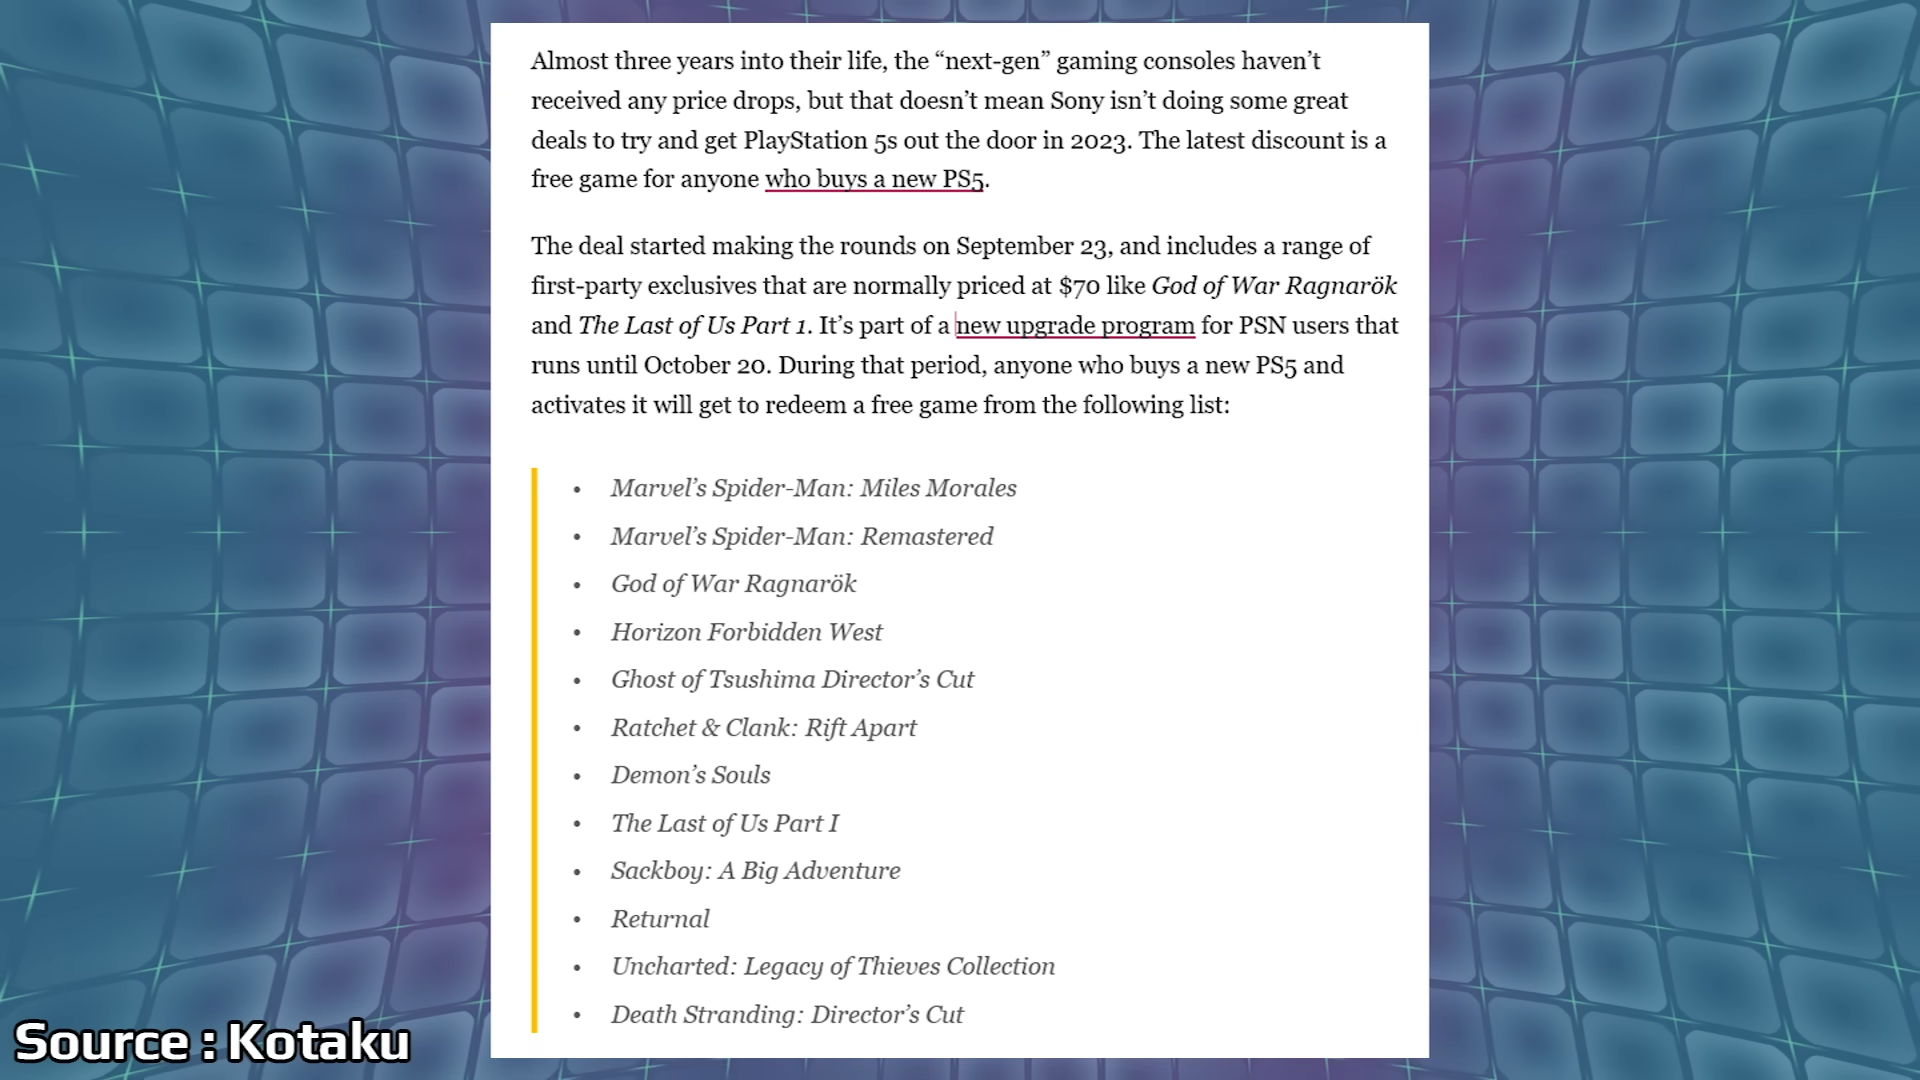 Almost three years into their life, the “next-gen” gaming consoles haven’t
received any price drops, but that doesn’t mean Sony isn’t doing some great
deals to try and get PlayStation 5s out the door in 2023. The latest discount is a
free game for anyone who buys a new PS5.
The deal started making the rounds on September 23, and includes a range of
first-party exclusives that are normally priced at $70 like God of War Ragnarök
and The Last of Us Part 1. It’s part of a new upgrade program for PSN users that
runs until October 20. During that period, anyone who buys a new PS5 and
activates it will get to redeem a free game from the following list:
• Marvel’s Spider-Man: Miles Morales
• Marvel’s Spider-Man: Remastered
• God of War Ragnarök
• Horizon Forbidden West
• Ghost of Tsushima Director’s Cut
• Ratchet & Clank: Rift Apart
• Demon’s Souls
• The Last of Us Part I
• Sackboy: A Big Adventure
• Returnal
• Uncharted: Legacy of Thieves Collection
• Death Stranding: Director’s Cut
Source : Kotaku